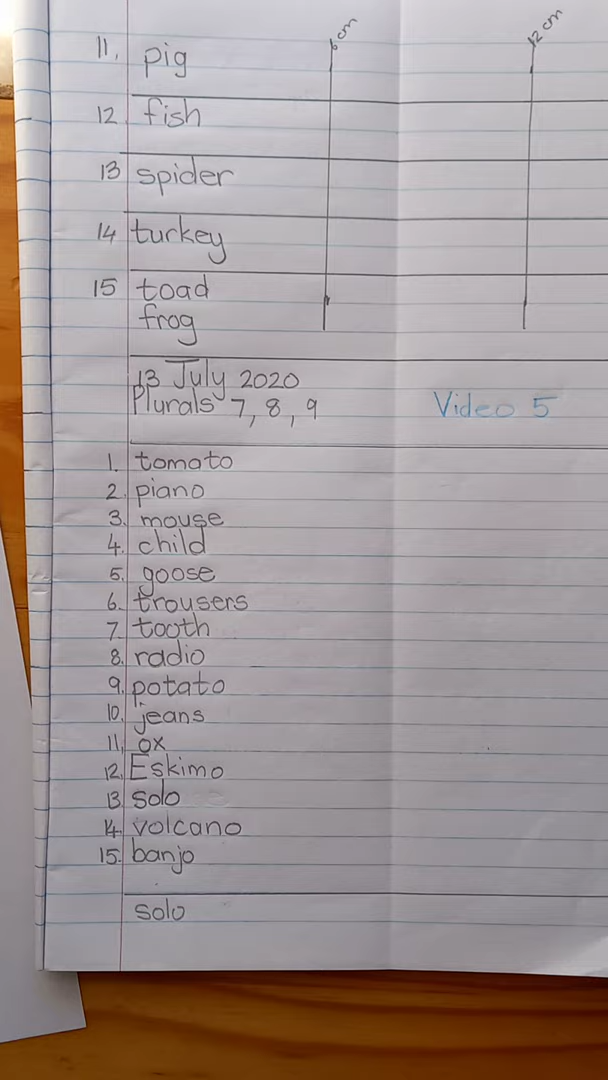 6 cm 12 cm
11. pig
12. fish
13 spider
14 turkey
15 toad
frog
13 July 2020
Plurals 7, 8, 9 Video 5
1. tomato
2. piano
3. mouse
4. child
5. goose
6. trousers
7. tooth
8. radio
9. potato
10. jeans
11. ox
12. Eskimo
13. solo
14. volcano
15. banjo
solo